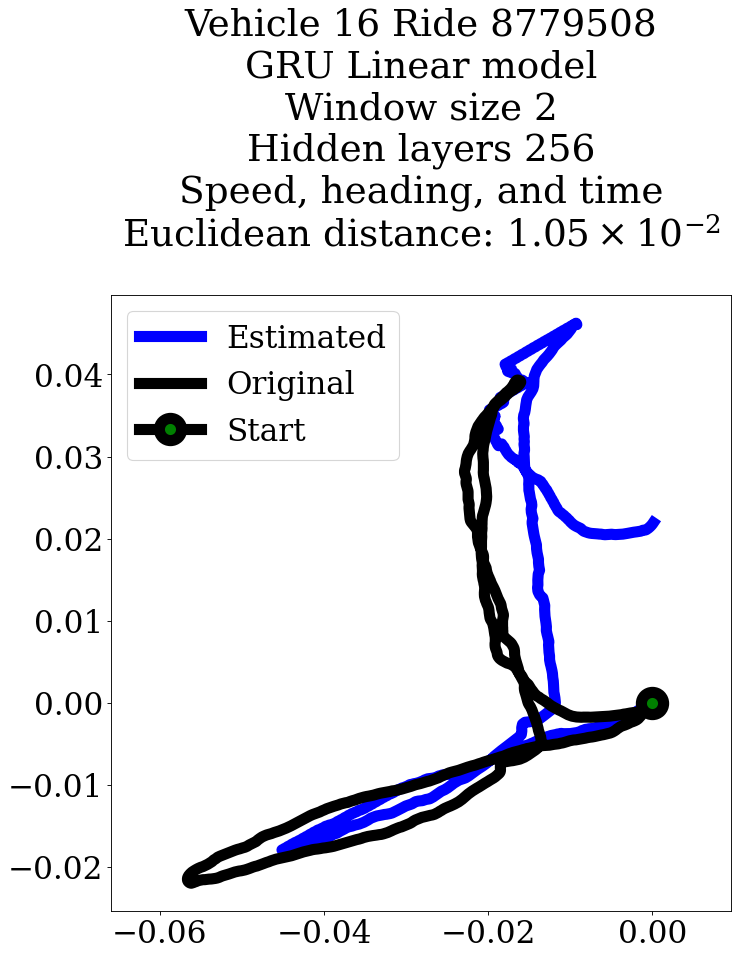 Vehicle 16 Ride 8779508
GRU Linear model
Window size 2
Hidden layers 256
Speed, heading, and time
Euclidean distance: 1.05 × 10⁻²
Estimated
Original
Start
0.04
0.03
0.02
0.01
0.00
−0.01
−0.02
−0.06 −0.04 −0.02 0.00